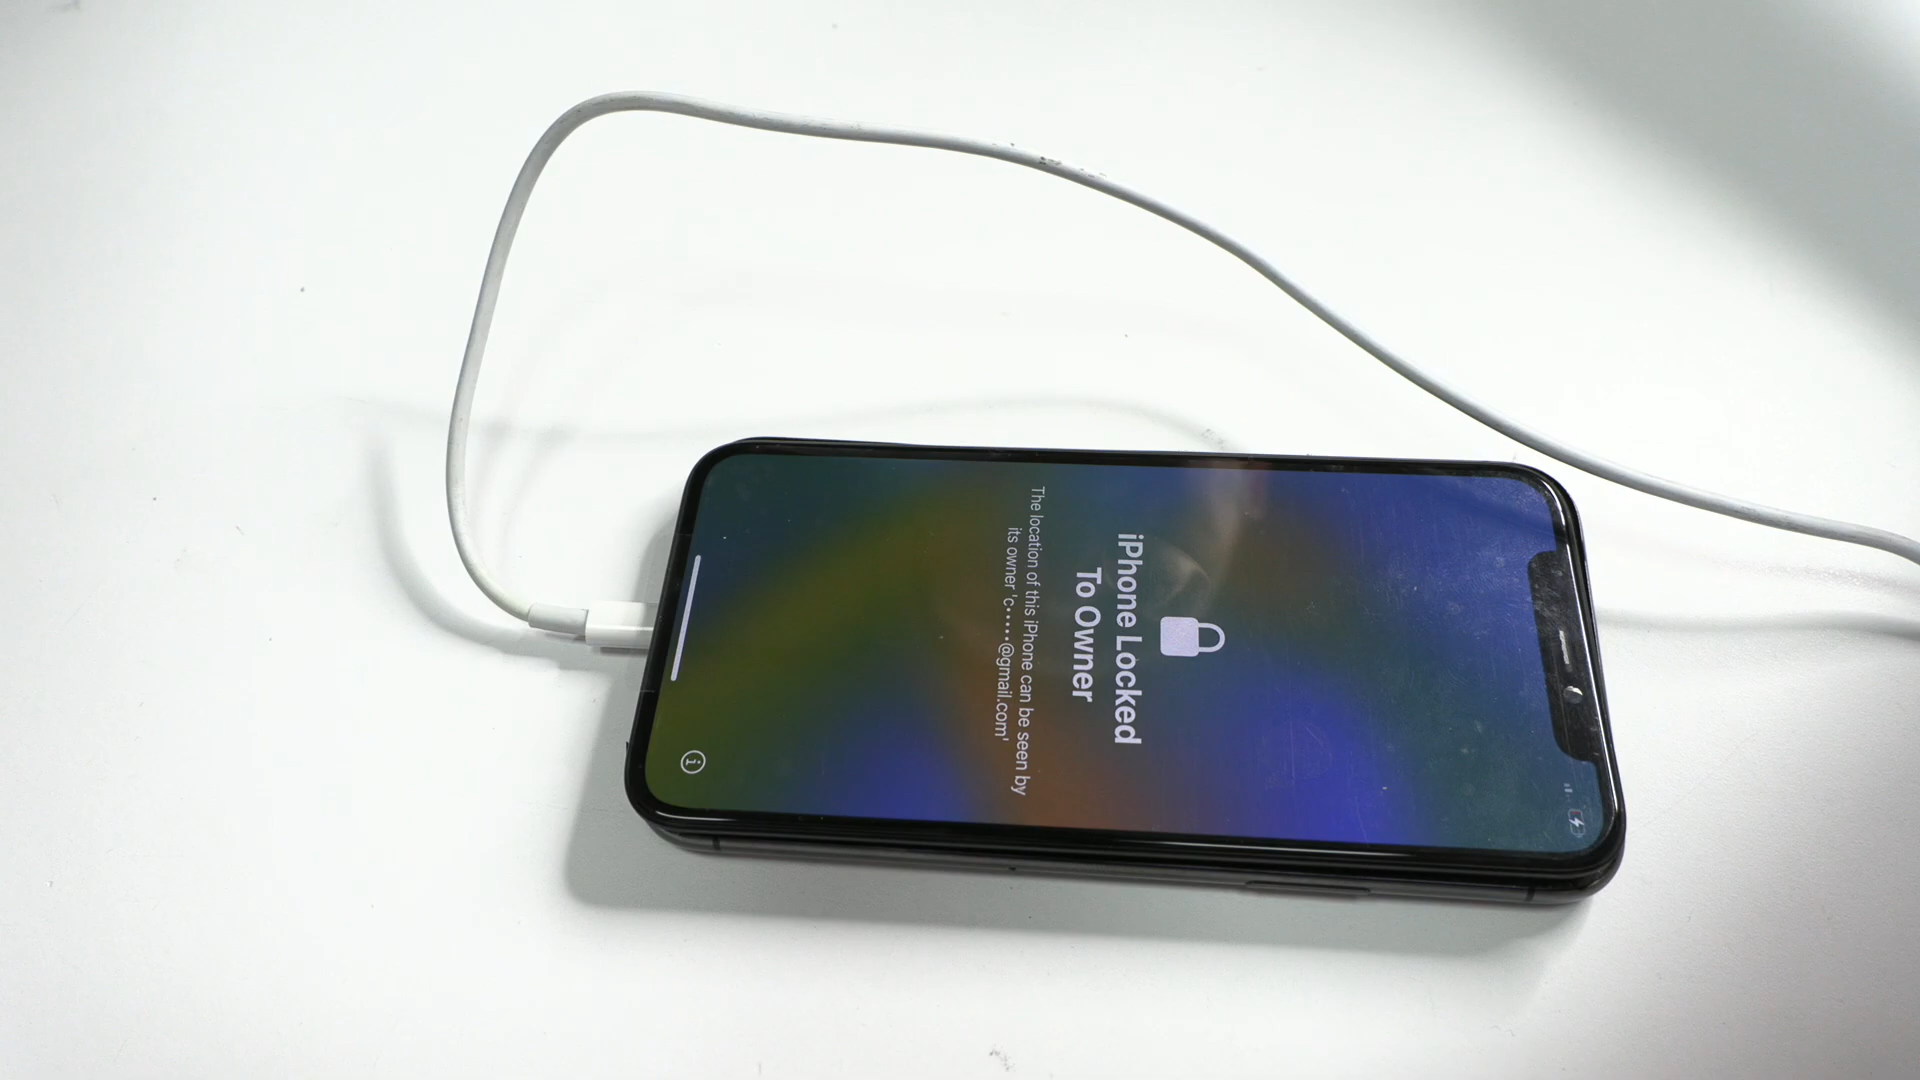 iPhone Locked
To Owner
The location of this iPhone can be seen by
its owner 'c•••••@gmail.com'